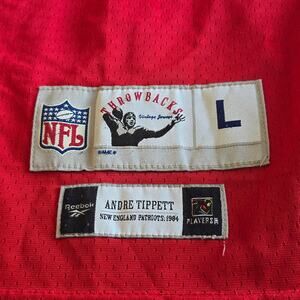 NFL
THROWBACKS
Vintage Jerseys
L
Reebok
ANDRE TIPPETT
NEW ENGLAND PATRIOTS: 1984
PLAYERS